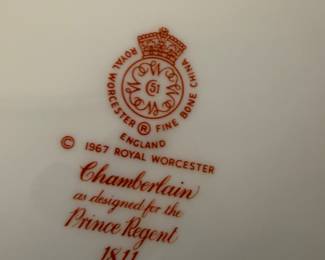 ROYAL WORCESTER ® FINE BONE CHINA
51
ENGLAND
© 1967 ROYAL WORCESTER
Chamberlain
as designed for the
Prince Regent
1811